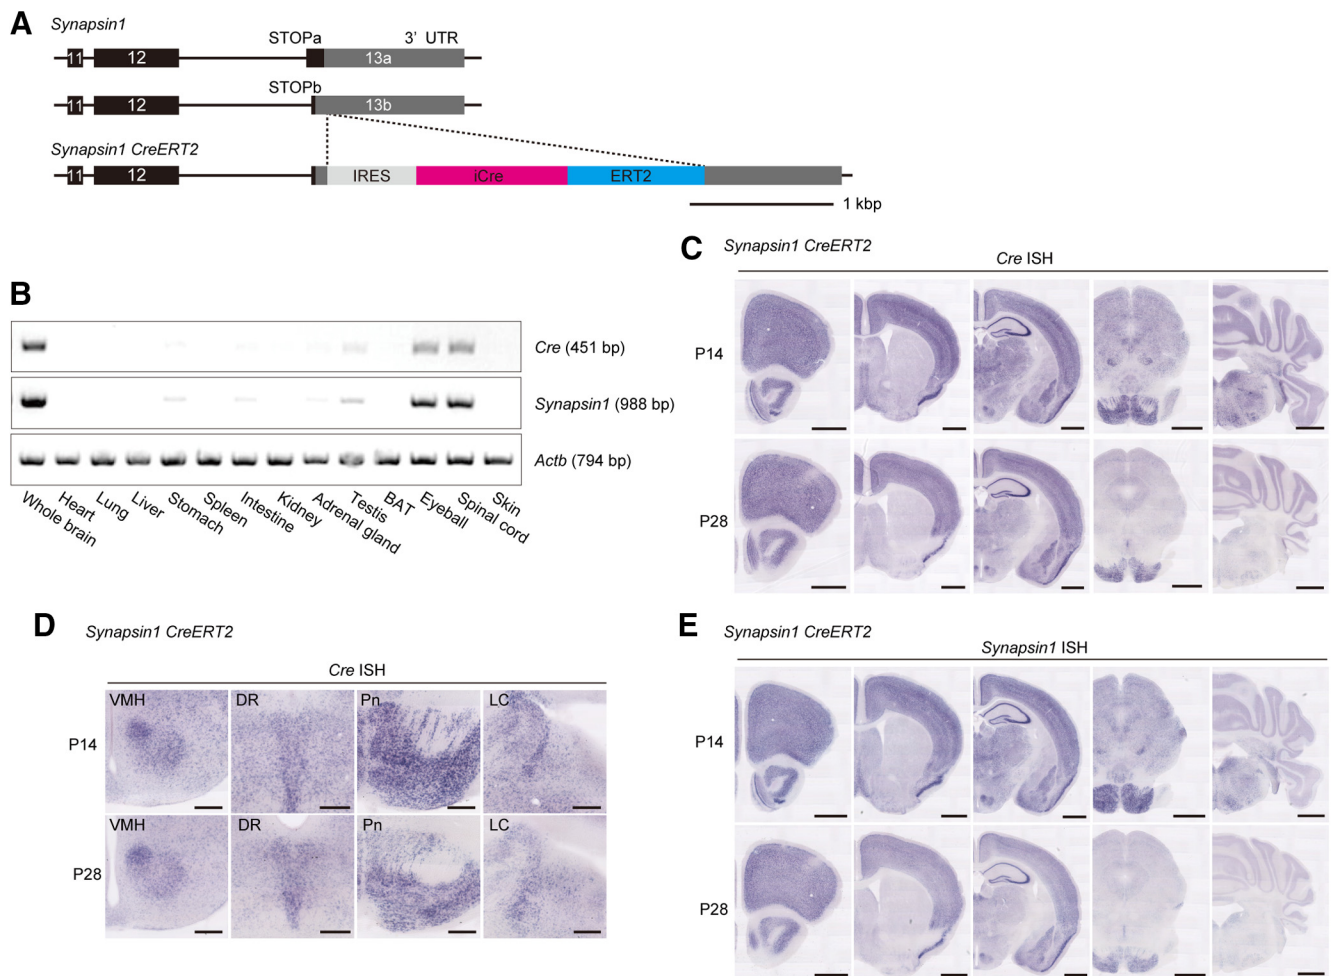 A
Synapsin1
STOPa
3' UTR
11
12
13a
STOPb
11
12
13b
Synapsin1 CreERT2
11
12
IRES
iCre
ERT2
1 kbp
B
Cre (451 bp)
Synapsin1 (988 bp)
Actb (794 bp)
Whole brain
Heart
Lung
Liver
Stomach
Spleen
Intestine
Kidney
Adrenal gland
Testis
BAT
Eyeball
Spinal cord
Skin
C
Synapsin1 CreERT2
Cre ISH
P14
P28
D
Synapsin1 CreERT2
Cre ISH
VMH
DR
Pn
LC
P14
VMH
DR
Pn
LC
P28
E
Synapsin1 CreERT2
Synapsin1 ISH
P14
P28